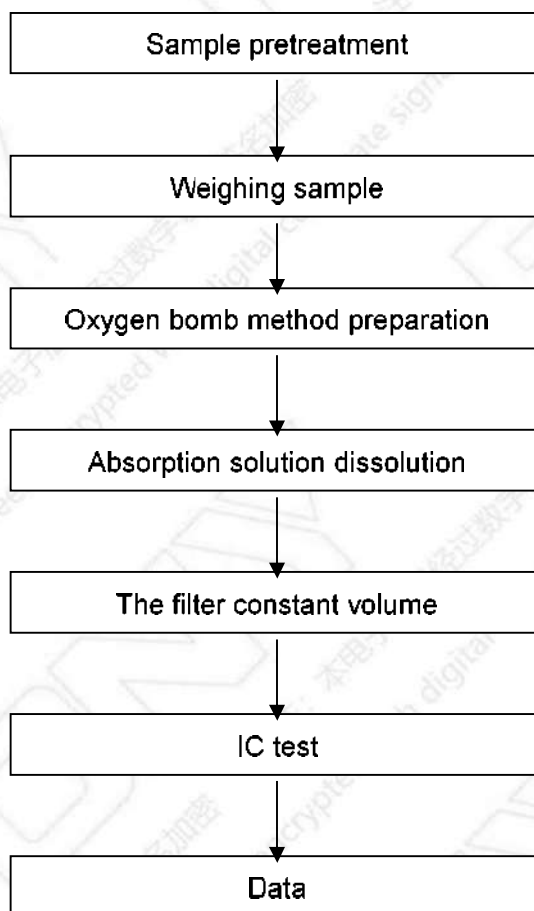 Sample pretreatment
Weighing sample
Oxygen bomb method preparation
Absorption solution dissolution
The filter constant volume
IC test
Data